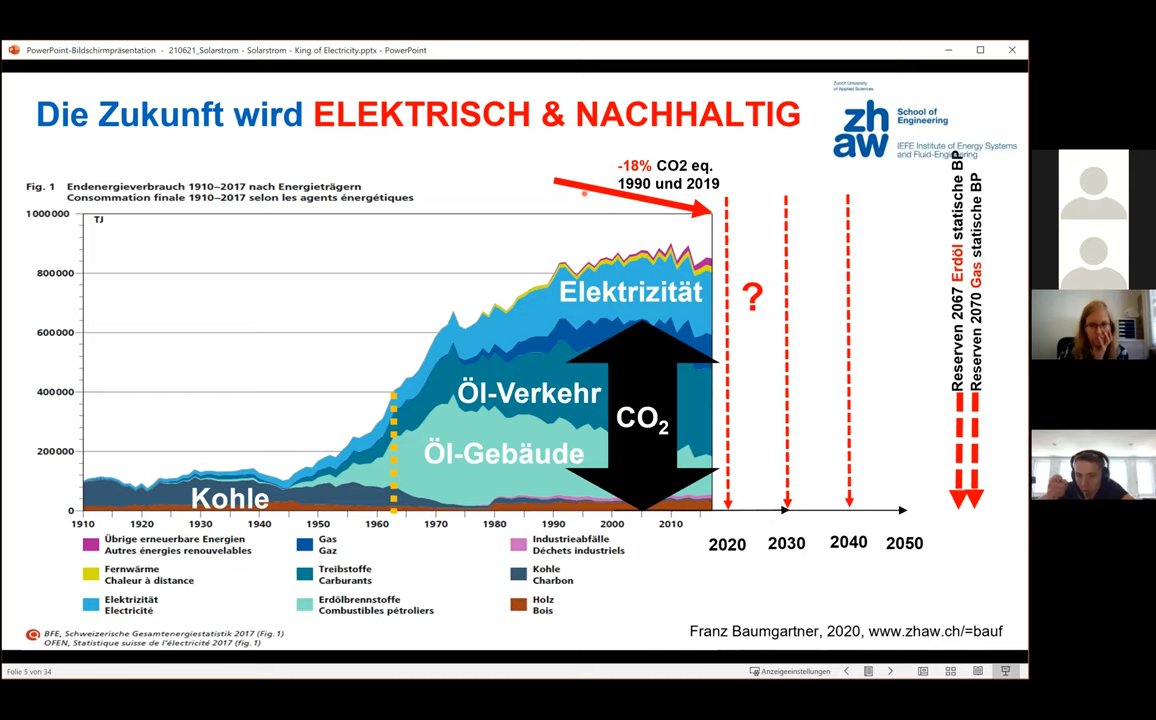 PowerPoint-Bildschirmpräsentation - 210621_Solarstrom - Solarstrom - King of Electricity.pptx - PowerPoint
Die Zukunft wird ELEKTRISCH & NACHHALTIG
Zurich University
of Applied Sciences
zh
aw
School of
Engineering
IEFE Institute of Energy Systems
and Fluid-Engineering
-18% CO2 eq.
1990 und 2019
Fig. 1 Endenergieverbrauch 1910–2017 nach Energieträgern
Consommation finale 1910–2017 selon les agents énergétiques
TJ
1 000 000
800 000
600 000
400 000
200 000
0
Elektrizität
Öl-Verkehr
Öl-Gebäude
Kohle
CO2
?
Reserven 2067 Erdöl statische BP
Reserven 2070 Gas statische BP
1910 1920 1930 1940 1950 1960 1970 1980 1990 2000 2010
2020 2030 2040 2050
Übrige erneuerbare Energien
Autres énergies renouvelables
Fernwärme
Chaleur à distance
Elektrizität
Electricité
Gas
Gaz
Treibstoffe
Carburants
Erdölbrennstoffe
Combustibles pétroliers
Industrieabfälle
Déchets industriels
Kohle
Charbon
Holz
Bois
BFE, Schweizerische Gesamtenergiestatistik 2017 (Fig. 1)
OFEN, Statistique suisse de l'électricité 2017 (fig. 1)
Franz Baumgartner, 2020, www.zhaw.ch/=bauf
Folie 5 von 34
Anzeigeeinstellungen